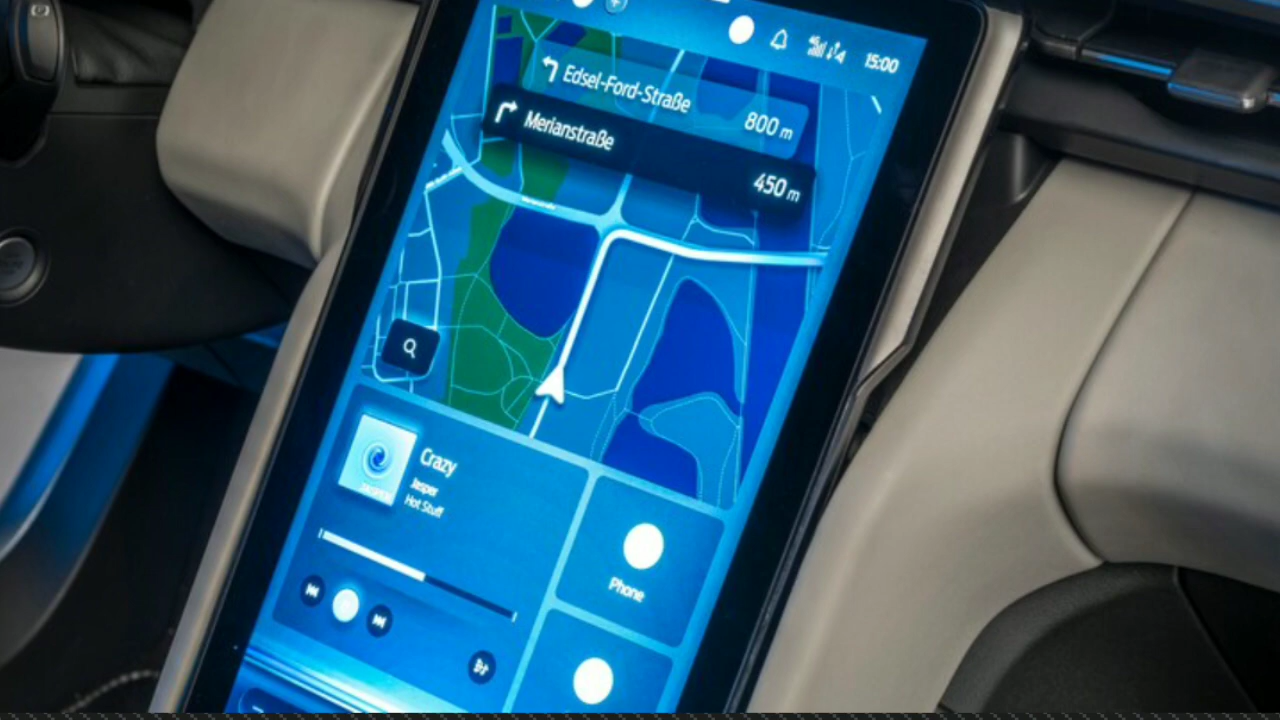 15:00
Edsel-Ford-Straße
800 m
Merianstraße
450 m
Crazy
Jasper
Hot Stuff
Phone